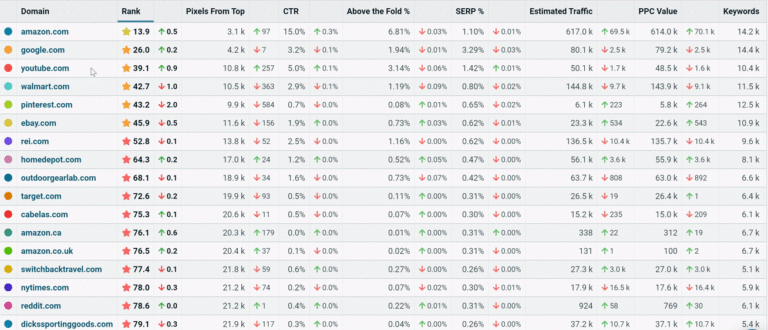 Domain Rank Pixels From Top CTR Above the Fold % SERP % Estimated Traffic PPC Value Keywords
amazon.com 13.9 ↑ 0.5 3.1 k ↑ 97 15.0% ↑ 0.3% 6.81% ↓ 0.03% 1.10% ↓ 0.01% 617.0 k ↑ 69.5 k 614.0 k ↑ 70.1 k 14.2 k
google.com 26.0 ↑ 0.2 4.2 k ↓ 7 3.2% ↓ 0.1% 1.94% ↓ 0.01% 3.29% ↓ 0.03% 80.1 k ↓ 2.5 k 79.2 k ↓ 2.5 k 14.4 k
youtube.com 39.1 ↑ 0.9 10.8 k ↑ 257 5.0% ↑ 0.1% 3.14% ↓ 0.06% 1.42% ↑ 0.01% 50.1 k ↓ 1.7 k 48.5 k ↓ 1.6 k 10.4 k
walmart.com 42.7 ↓ 1.0 10.5 k ↓ 363 2.9% ↓ 0.1% 1.19% ↓ 0.09% 0.80% ↓ 0.02% 144.8 k ↓ 9.7 k 143.9 k ↓ 9.1 k 11.5 k
pinterest.com 43.2 ↓ 2.0 9.9 k ↓ 584 0.7% ↓ 0.1% 0.08% ↑ 0.01% 0.65% ↓ 0.02% 6.1 k ↑ 223 5.8 k ↑ 264 12.5 k
ebay.com 45.9 ↓ 0.5 11.6 k ↓ 156 1.9% ↑ 0.0% 0.73% ↑ 0.03% 0.62% ↓ 0.01% 23.3 k ↑ 534 22.6 k ↑ 543 10.9 k
rei.com 52.8 ↓ 0.1 13.8 k ↓ 52 2.5% ↓ 0.0% 1.16% ↓ 0.00% 0.62% ↓ 0.00% 136.5 k ↓ 10.4 k 135.7 k ↓ 10.4 k 9.6 k
homedepot.com 64.3 ↑ 0.2 17.0 k ↑ 24 1.2% ↑ 0.0% 0.52% ↑ 0.05% 0.47% ↓ 0.00% 56.1 k ↑ 3.6 k 55.9 k ↑ 3.6 k 8.1 k
outdoorgearlab.com 68.1 ↓ 0.1 18.9 k ↓ 34 1.6% ↓ 0.0% 0.73% ↓ 0.07% 0.42% ↓ 0.00% 63.7 k ↓ 808 63.0 k ↓ 892 6.6 k
target.com 72.6 ↓ 0.2 19.9 k ↓ 93 0.5% ↓ 0.0% 0.11% ↑ 0.00% 0.31% ↓ 0.00% 26.5 k ↓ 19 26.4 k ↑ 1 6.4 k
cabelas.com 75.3 ↑ 0.1 20.6 k ↓ 11 0.5% ↓ 0.0% 0.07% ↑ 0.00% 0.30% ↓ 0.00% 15.2 k ↓ 235 15.0 k ↓ 209 6.1 k
amazon.ca 76.1 ↑ 0.6 20.3 k ↑ 179 0.0% ↑ 0.0% 0.00% ↑ 0.00% 0.31% ↑ 0.00% 338 ↑ 22 312 ↑ 19 6.7 k
amazon.co.uk 76.5 ↑ 0.2 20.4 k ↑ 37 0.1% ↓ 0.0% 0.02% ↑ 0.00% 0.31% ↓ 0.00% 131 ↑ 1 100 ↑ 2 6.7 k
switchbacktravel.com 77.4 ↓ 0.1 21.8 k ↓ 59 0.6% ↑ 0.0% 0.27% ↓ 0.00% 0.26% ↓ 0.00% 27.3 k ↑ 3.0 k 27.0 k ↑ 3.0 k 5.1 k
nytimes.com 78.0 ↓ 0.3 21.2 k ↓ 74 0.2% ↓ 0.0% 0.07% ↓ 0.02% 0.30% ↓ 0.01% 17.9 k ↓ 16.5 k 17.6 k ↓ 16.4 k 5.9 k
reddit.com 78.6 ↑ 0.0 21.2 k ↑ 1 0.4% ↑ 0.0% 0.22% ↑ 0.01% 0.31% ↓ 0.00% 924 ↑ 58 769 ↑ 30 6.1 k
dickssportinggoods.com 79.1 ↓ 0.3 21.9 k ↓ 117 0.3% ↑ 0.0% 0.04% ↑ 0.00% 0.26% ↓ 0.00% 37.2 k ↑ 10.7 k 37.1 k ↑ 10.7 k 5.4 k